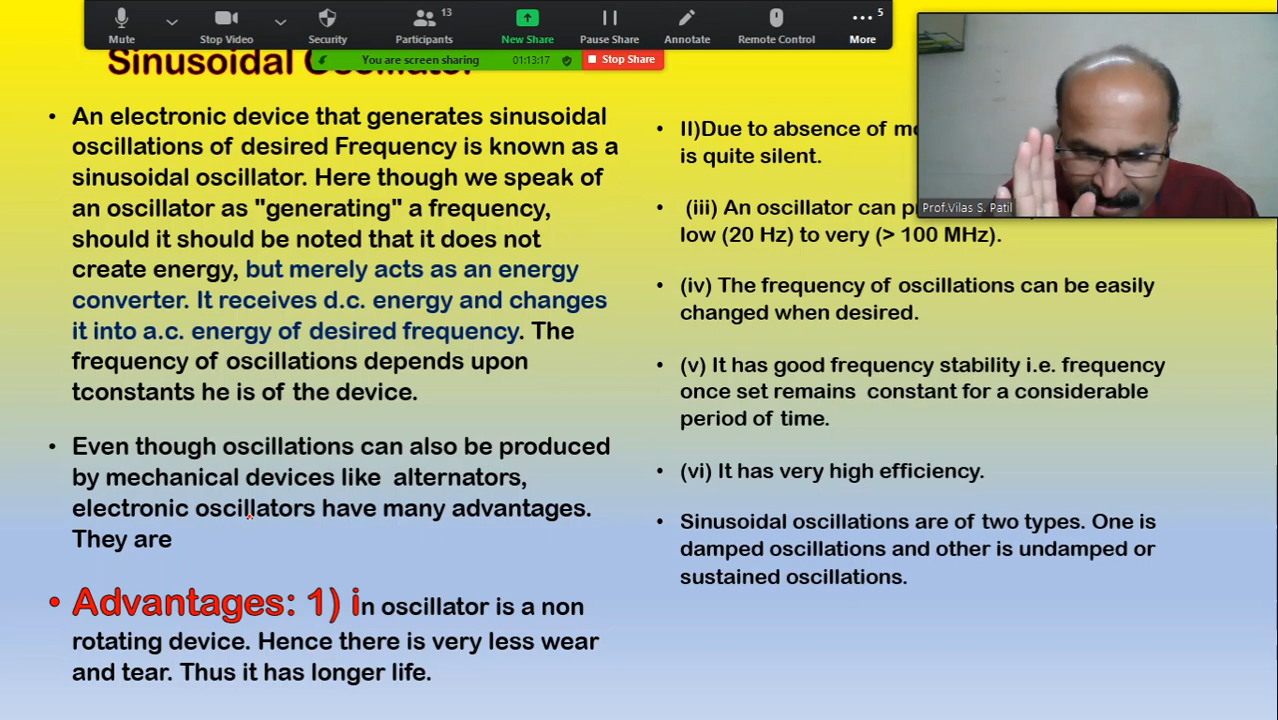 Mute
Stop Video
Security
13
Participants
New Share
Pause Share
Annotate
Remote Control
5
More
You are screen sharing
01:13:17
Stop Share
Sinusoidal
• An electronic device that generates sinusoidal
oscillations of desired Frequency is known as a
sinusoidal oscillator. Here though we speak of
an oscillator as "generating" a frequency,
should it should be noted that it does not
create energy, but merely acts as an energy
converter. It receives d.c. energy and changes
it into a.c. energy of desired frequency. The
frequency of oscillations depends upon
tconstants he is of the device.
• Even though oscillations can also be produced
by mechanical devices like alternators,
electronic oscillators have many advantages.
They are
• Advantages: 1) in oscillator is a non
rotating device. Hence there is very less wear
and tear. Thus it has longer life.
• II)Due to absence of
is quite silent.
• (iii) An oscillator can
low (20 Hz) to very (> 100 MHz).
• (iv) The frequency of oscillations can be easily
changed when desired.
• (v) It has good frequency stability i.e. frequency
once set remains constant for a considerable
period of time.
• (vi) It has very high efficiency.
• Sinusoidal oscillations are of two types. One is
damped oscillations and other is undamped or
sustained oscillations.
Prof.Vilas S. Patil